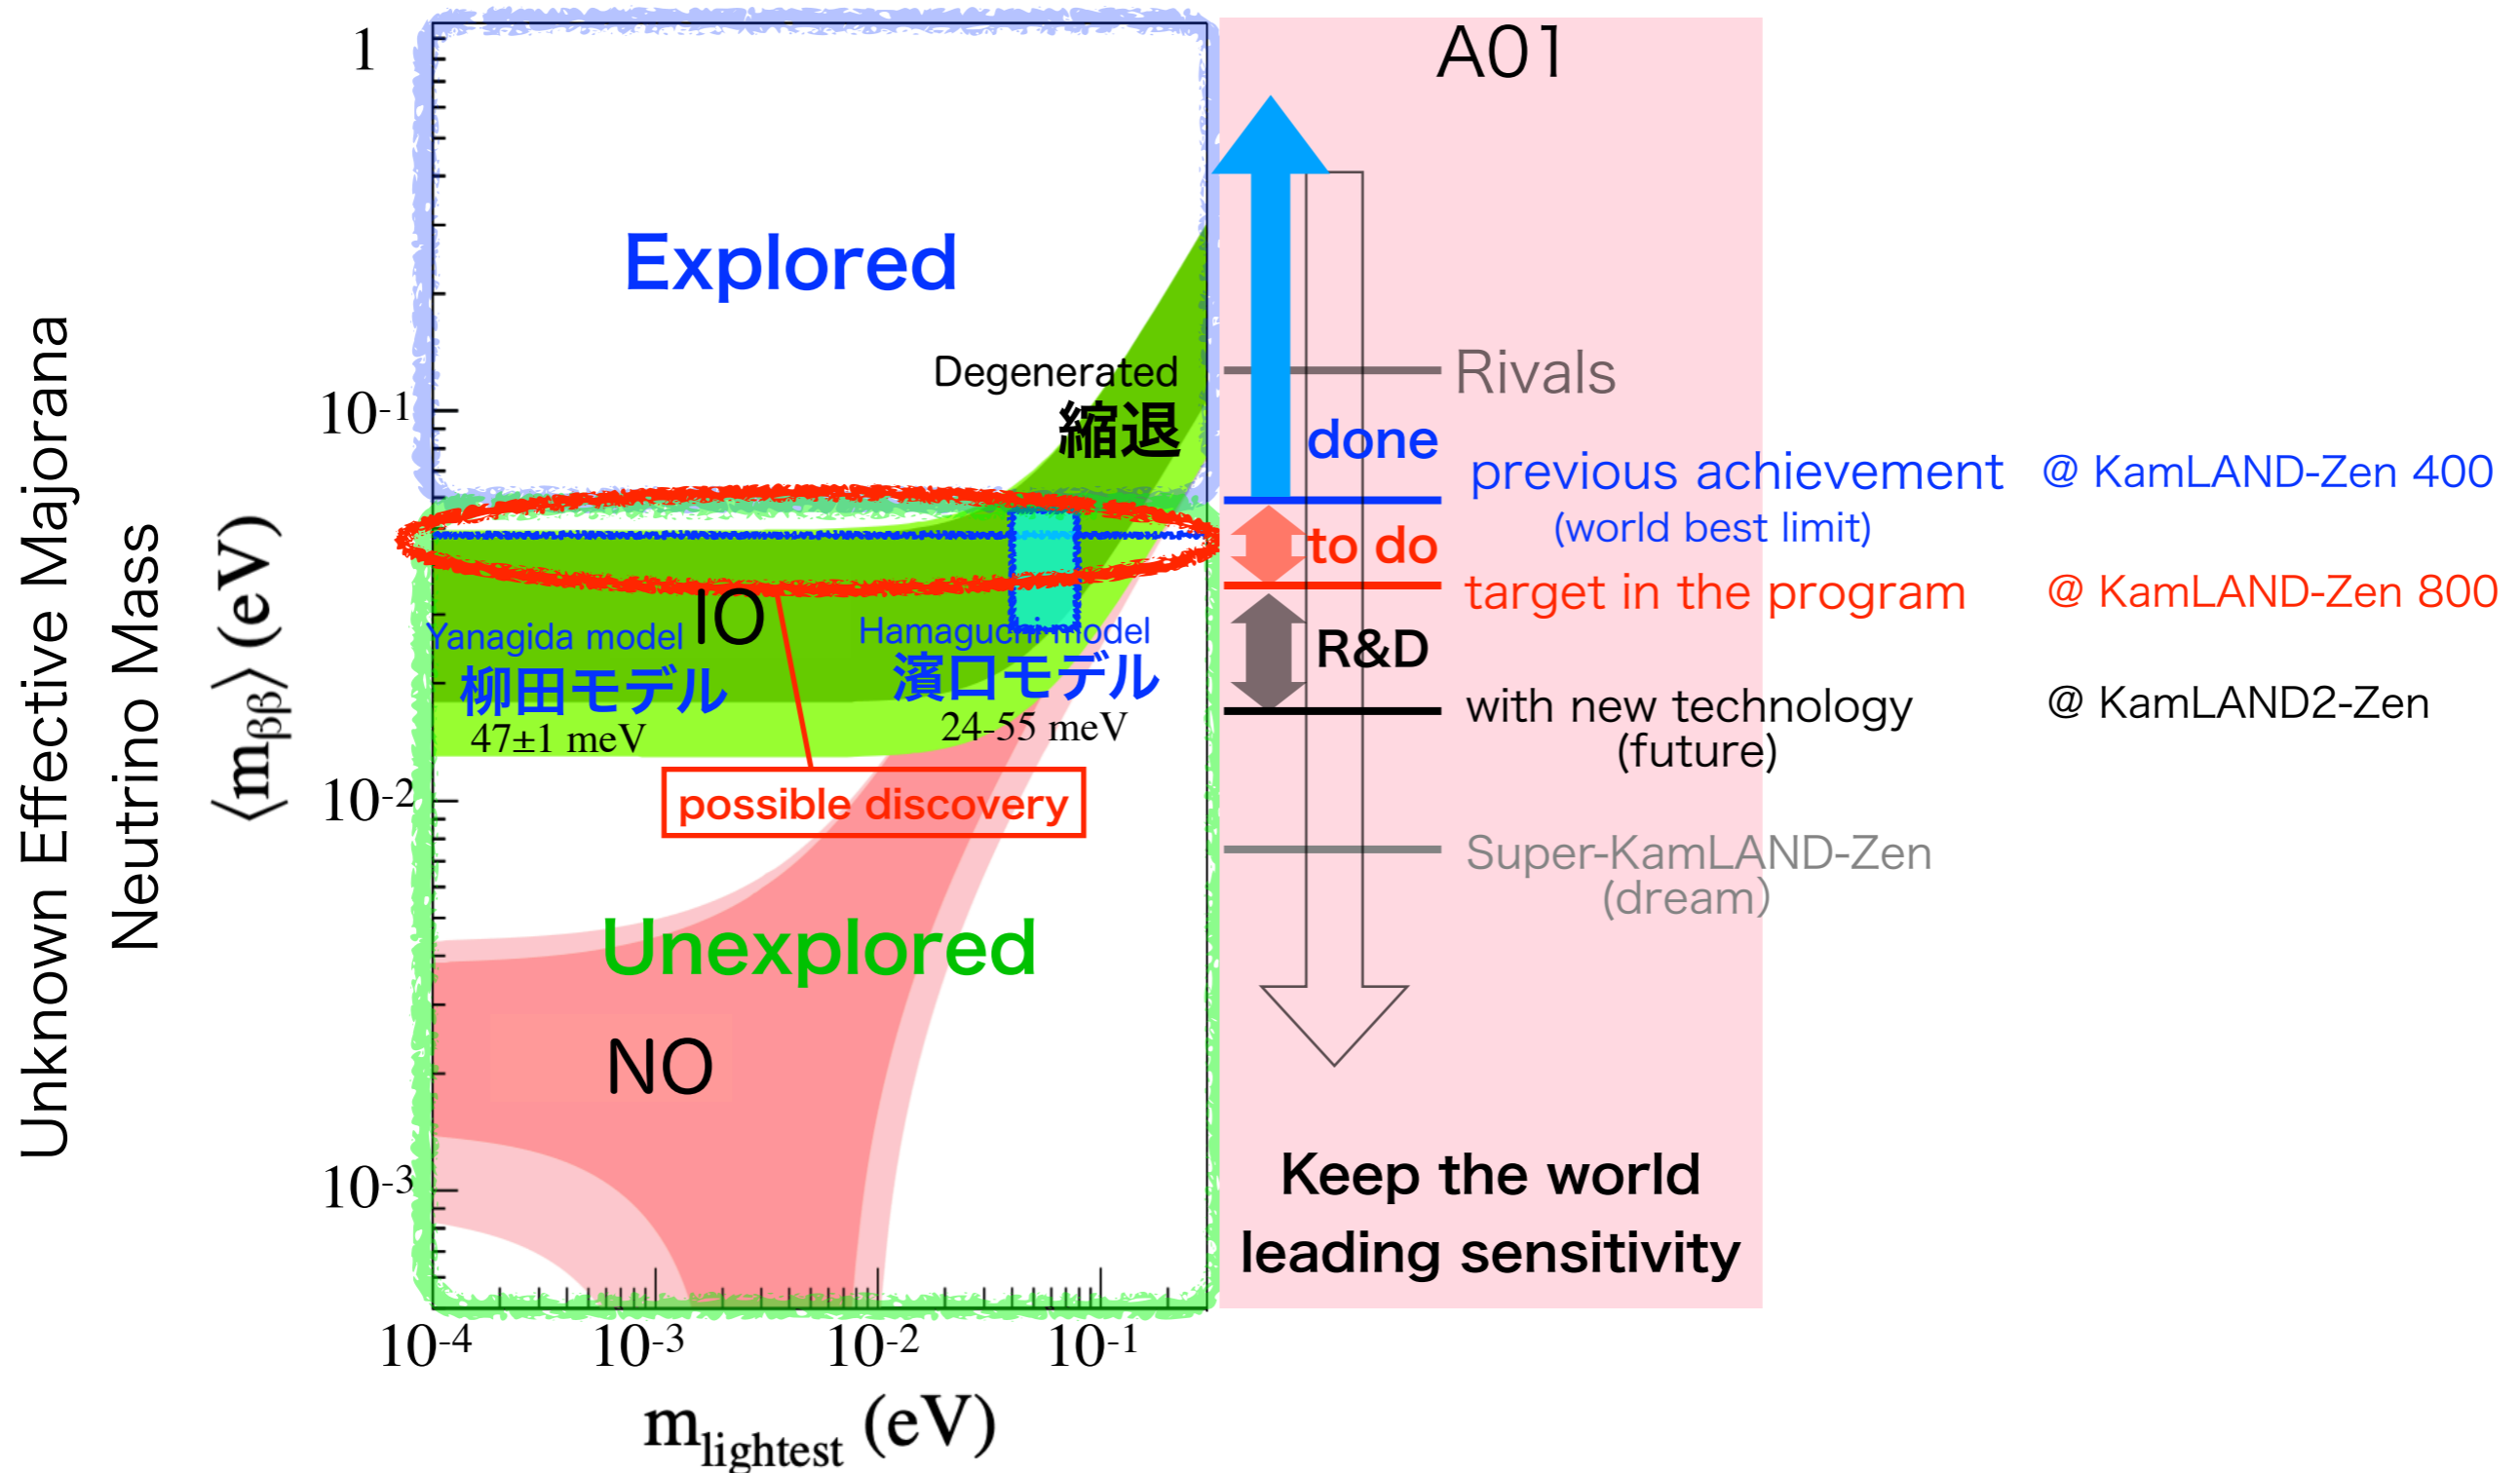 Unknown Effective Majorana
Neutrino Mass
⟨mββ⟩ (eV)
1
10-1
10-2
10-3
10-4
10-3
10-2
10-1
mlightest (eV)
Explored
Degenerated
縮退
IO
Yanagida model
柳田モデル
47±1 meV
Hamaguchi model
濱口モデル
24-55 meV
possible discovery
Unexplored
NO
A01
Rivals
done
previous achievement @ KamLAND-Zen 400
(world best limit)
to do
target in the program @ KamLAND-Zen 800
R&D
with new technology @ KamLAND2-Zen
(future)
Super-KamLAND-Zen
(dream)
Keep the world
leading sensitivity